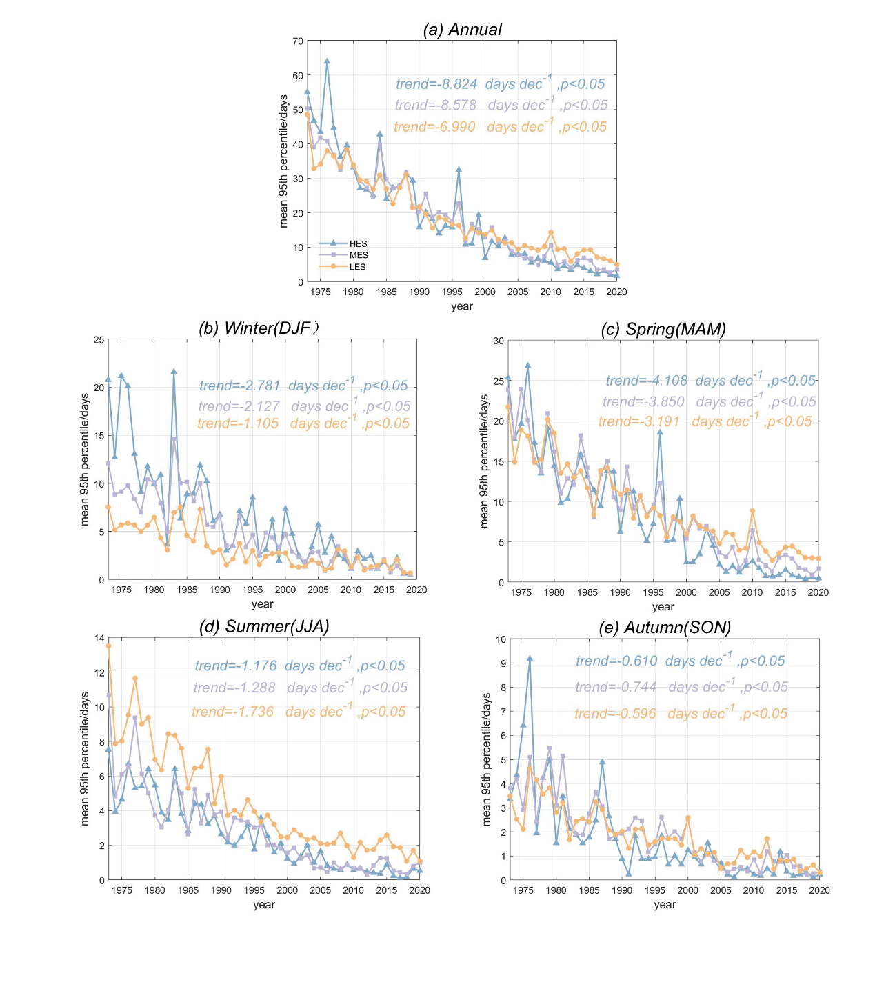 (a) Annual
mean 95th percentile/days
70
60
50
40
30
20
10
0
trend=-8.824 days dec-1 ,p<0.05
trend=-8.578 days dec-1 ,p<0.05
trend=-6.990 days dec-1 ,p<0.05
HES
MES
LES
1975 1980 1985 1990 1995 2000 2005 2010 2015 2020
year
(b) Winter(DJF）
mean 95th percentile/days
25
20
15
10
5
0
trend=-2.781 days dec-1 ,p<0.05
trend=-2.127 days dec-1 ,p<0.05
trend=-1.105 days dec-1 ,p<0.05
1975 1980 1985 1990 1995 2000 2005 2010 2015 2020
year
(c) Spring(MAM)
mean 95th percentile/days
30
25
20
15
10
5
0
trend=-4.108 days dec-1 ,p<0.05
trend=-3.850 days dec-1 ,p<0.05
trend=-3.191 days dec-1 ,p<0.05
1975 1980 1985 1990 1995 2000 2005 2010 2015 2020
year
(d) Summer(JJA)
mean 95th percentile/days
14
12
10
8
6
4
2
0
trend=-1.176 days dec-1 ,p<0.05
trend=-1.288 days dec-1 ,p<0.05
trend=-1.736 days dec-1 ,p<0.05
1975 1980 1985 1990 1995 2000 2005 2010 2015 2020
year
(e) Autumn(SON)
mean 95th percentile/days
10
9
8
7
6
5
4
3
2
1
0
trend=-0.610 days dec-1 ,p<0.05
trend=-0.744 days dec-1 ,p<0.05
trend=-0.596 days dec-1 ,p<0.05
1975 1980 1985 1990 1995 2000 2005 2010 2015 2020
year